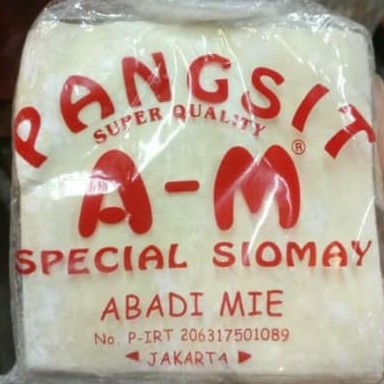 PANGSIT
SUPER QUALITY
A-M®
SPECIAL SIOMAY
ABADI MIE
No. P-IRT 206317501089
◀ JAKARTA ▶